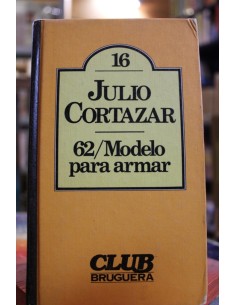 16
JULIO
CORTAZAR
62/Modelo
para armar
CLUB
BRUGUERA